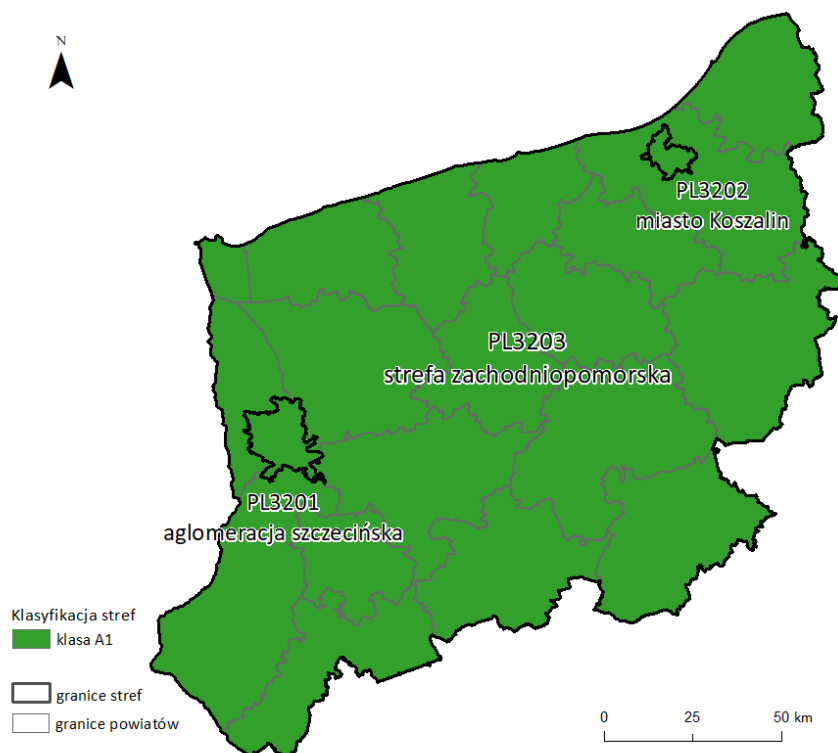 N
PL3202
miasto Koszalin
PL3203
strefa zachodniopomorska
PL3201
aglomeracja szczecińska
Klasyfikacja stref
klasa A1
granice stref
granice powiatów
0 25 50 km